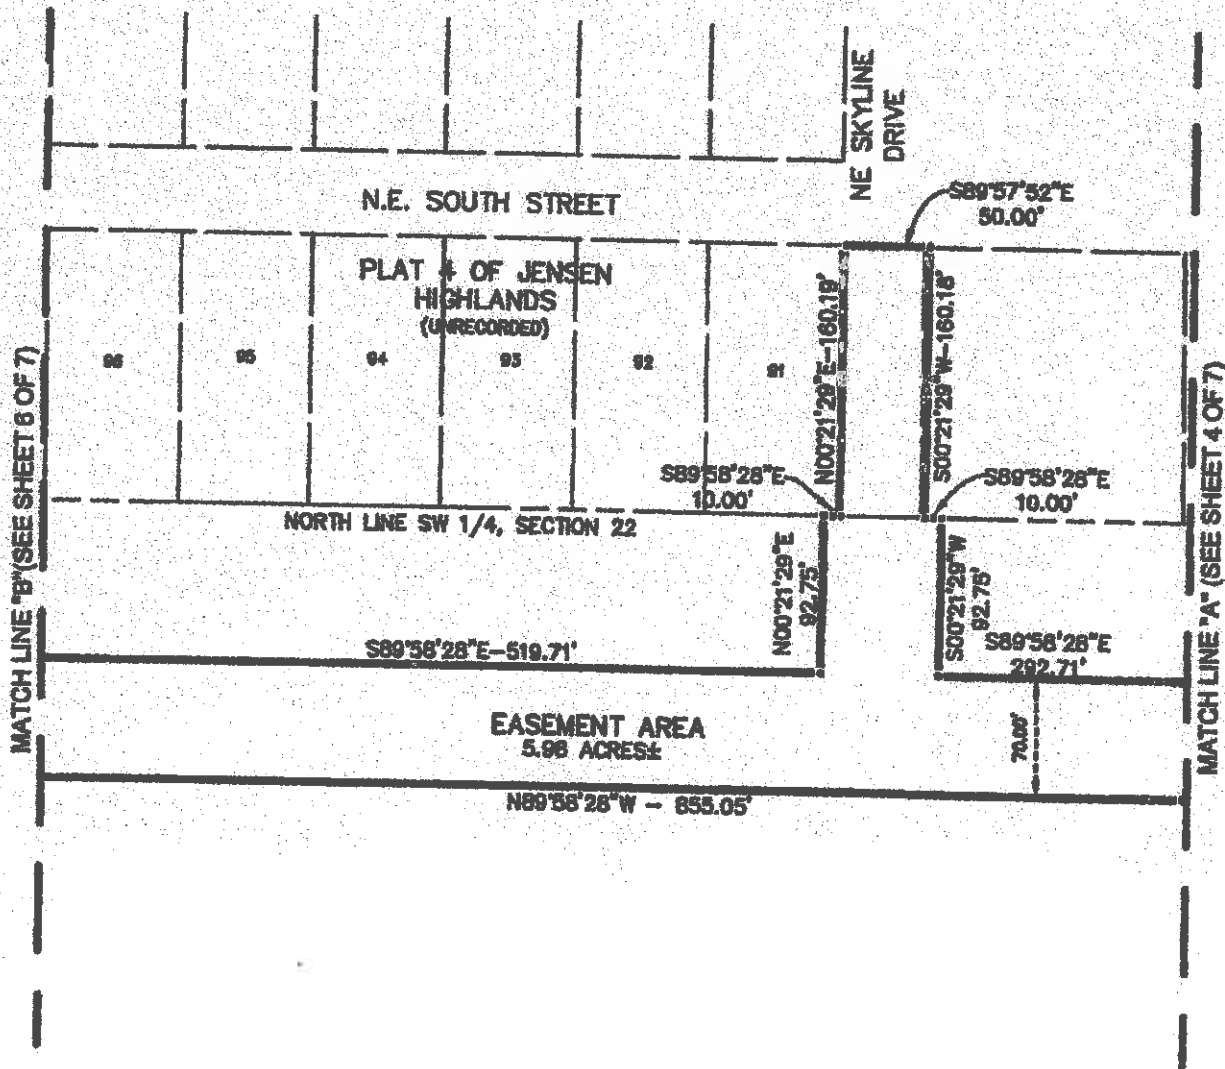 NE SKYLINE
DRIVE
N.E. SOUTH STREET
S89°57'52"E
50.00'
PLAT 4 OF JENSEN
HIGHLANDS
(UNRECORDED)
96
95
94
93
92
91
N00°21'29"E-160.19'
S00°21'29"W-160.18'
S89°58'28"E
10.00'
S89°58'28"E
10.00'
NORTH LINE SW 1/4, SECTION 22
N00°21'29"E
92.75'
S00°21'29"W
92.75'
S89°58'28"E-519.71'
S89°58'28"E
292.71'
EASEMENT AREA
5.98 ACRES±
70.00'
N89°58'28"W - 855.05'
MATCH LINE "B"(SEE SHEET 6 OF 7)
MATCH LINE "A" (SEE SHEET 4 OF 7)